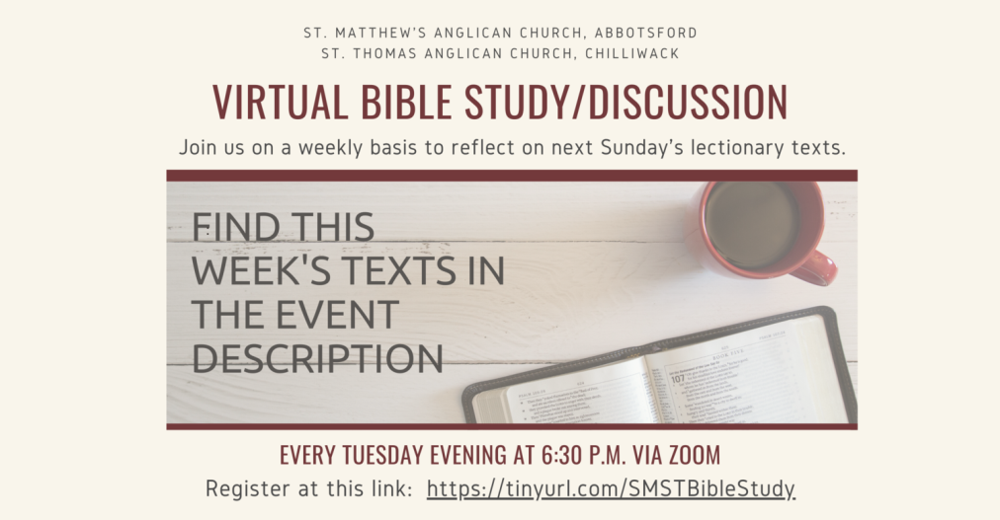 ST. MATTHEW'S ANGLICAN CHURCH, ABBOTSFORD
ST. THOMAS ANGLICAN CHURCH, CHILLIWACK
VIRTUAL BIBLE STUDY/DISCUSSION
Join us on a weekly basis to reflect on next Sunday's lectionary texts.
FIND THIS
WEEK'S TEXTS IN
THE EVENT
DESCRIPTION
107
EVERY TUESDAY EVENING AT 6:30 P.M. VIA ZOOM
Register at this link: https://tinyurl.com/SMSTBibleStudy